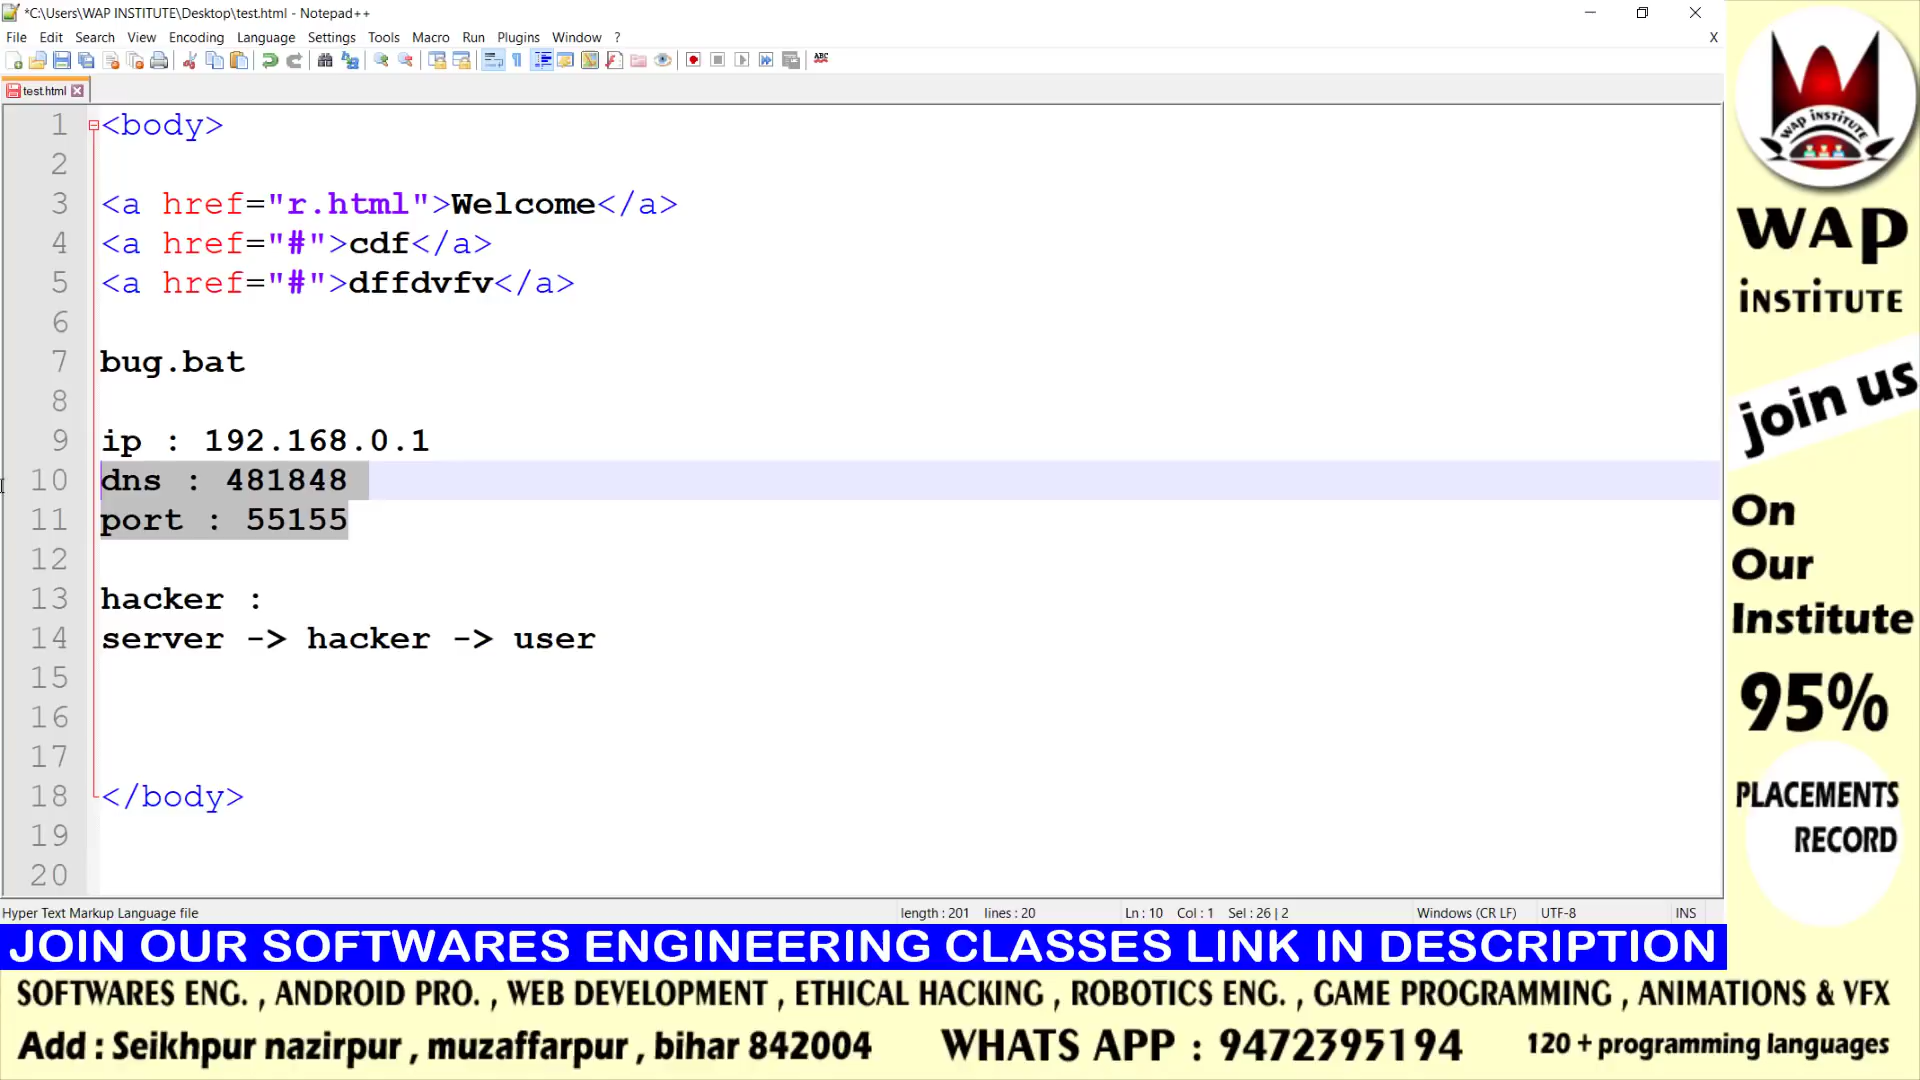 *C:\Users\WAP INSTITUTE\Desktop\test.html - Notepad++
File Edit Search View Encoding Language Settings Tools Macro Run Plugins Window ? X
ABC
test.html
1 <body>
2
3 <a href="r.html">Welcome</a>
4 <a href="#">cdf</a>
5 <a href="#">dffdvfv</a>
6
7 bug.bat
8
9 ip : 192.168.0.1
10 dns : 481848
11 port : 55155
12
13 hacker :
14 server -> hacker -> user
15
16
17
18 </body>
19
20
Hyper Text Markup Language file length : 201 lines : 20 Ln : 10 Col : 1 Sel : 26 | 2 Windows (CR LF) UTF-8 INS
WAP INSTITUTE
WAP
INSTITUTE
join us
On
Our
Institute
95%
PLACEMENTS
RECORD
JOIN OUR SOFTWARES ENGINEERING CLASSES LINK IN DESCRIPTION
SOFTWARES ENG. , ANDROID PRO. , WEB DEVELOPMENT , ETHICAL HACKING , ROBOTICS ENG. , GAME PROGRAMMING , ANIMATIONS & VFX
Add : Seikhpur nazirpur , muzaffarpur , bihar 842004 WHATS APP : 9472395194 120 + programming languages